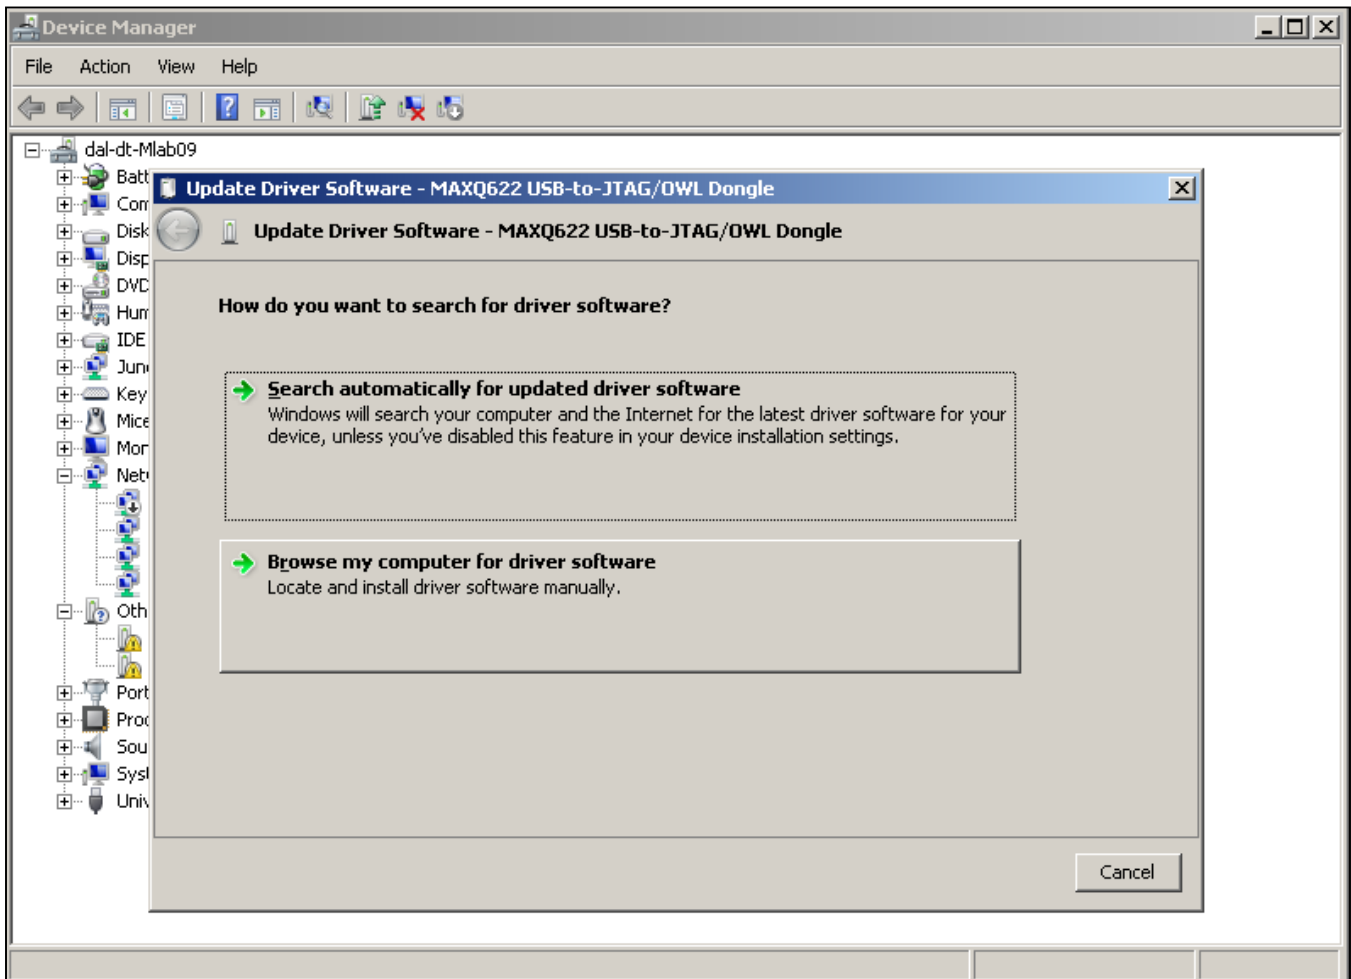 Device Manager
File Action View Help
dal-dt-Mlab09
Batt
Com
Disk
Disp
DVD
Hum
IDE
Key
Mice
Mon
Oth
Port
Proc
Sou
Syst
Univ
Update Driver Software - MAXQ622 USB-to-JTAG/OWL Dongle
Update Driver Software - MAXQ622 USB-to-JTAG/OWL Dongle
How do you want to search for driver software?
Search automatically for updated driver software
Windows will search your computer and the Internet for the latest driver software for your
device, unless you've disabled this feature in your device installation settings.
Browse my computer for driver software
Locate and install driver software manually.
Cancel